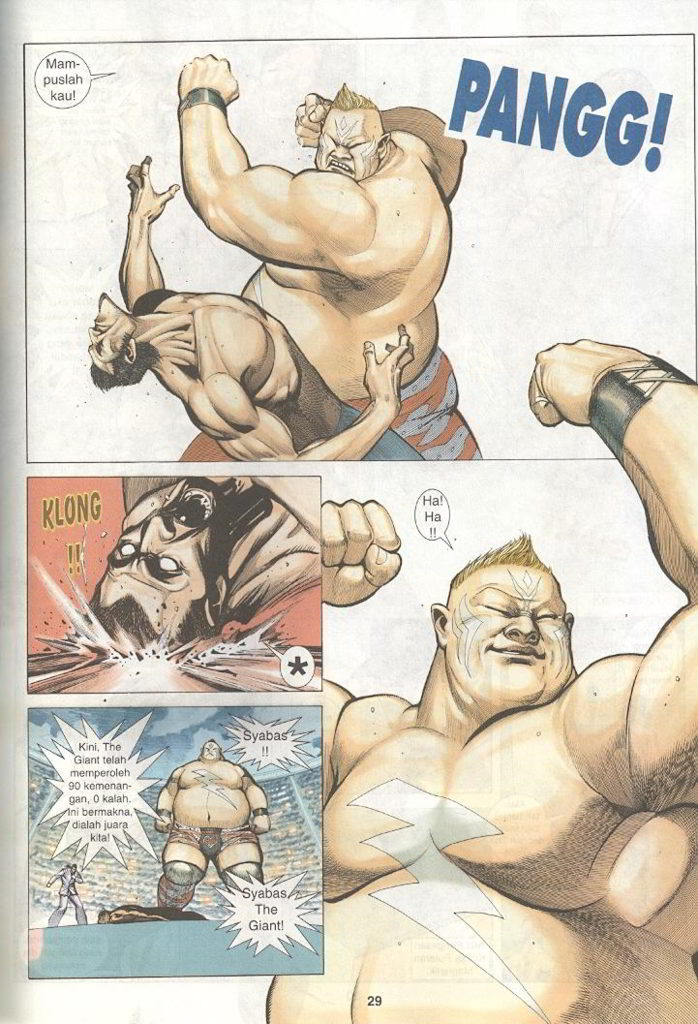 Mam-
puslah
kau!
PANGG!
KLONG
!!
*
Ha!
Ha
!!
Kini, The
Giant telah
memperoleh
90 kemenan-
gan, 0 kalah.
Ini bermakna,
dialah juara
kita!
Syabas
!!
Syabas,
The
Giant!
29